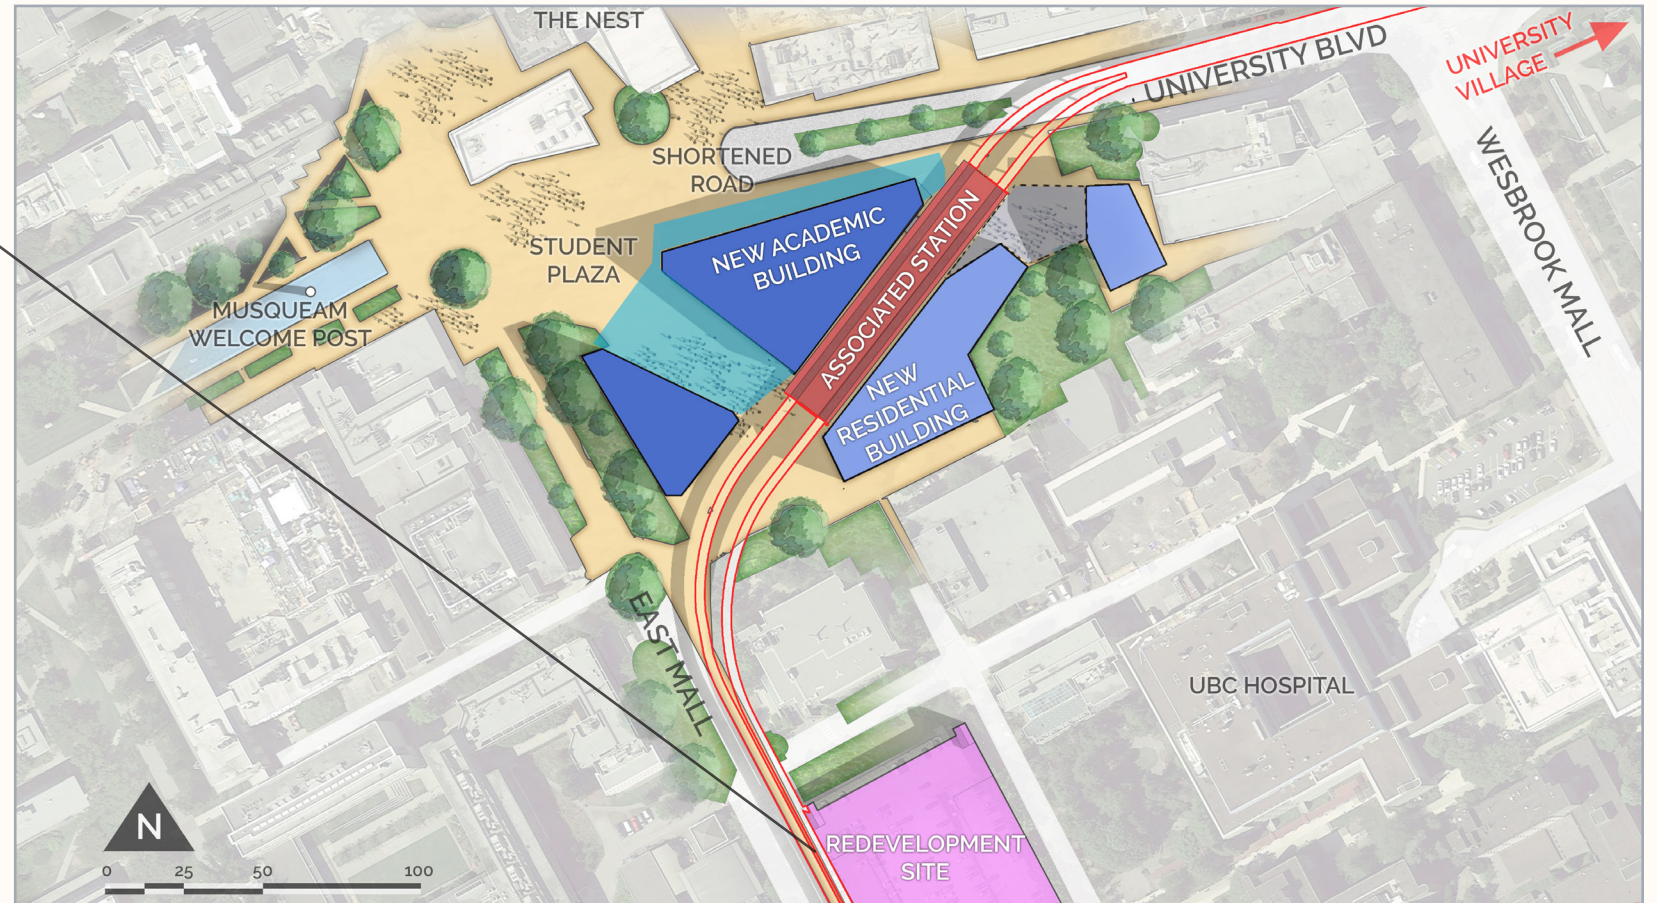 THE NEST
UNIVERSITY BLVD
UNIVERSITY
VILLAGE
SHORTENED
ROAD
WESBROOK MALL
STUDENT
PLAZA
NEW ACADEMIC
BUILDING
ASSOCIATED STATION
MUSQUEAM
WELCOME POST
NEW
RESIDENTIAL
BUILDING
EAST MALL
UBC HOSPITAL
REDEVELOPMENT
SITE
N
0 25 50 100